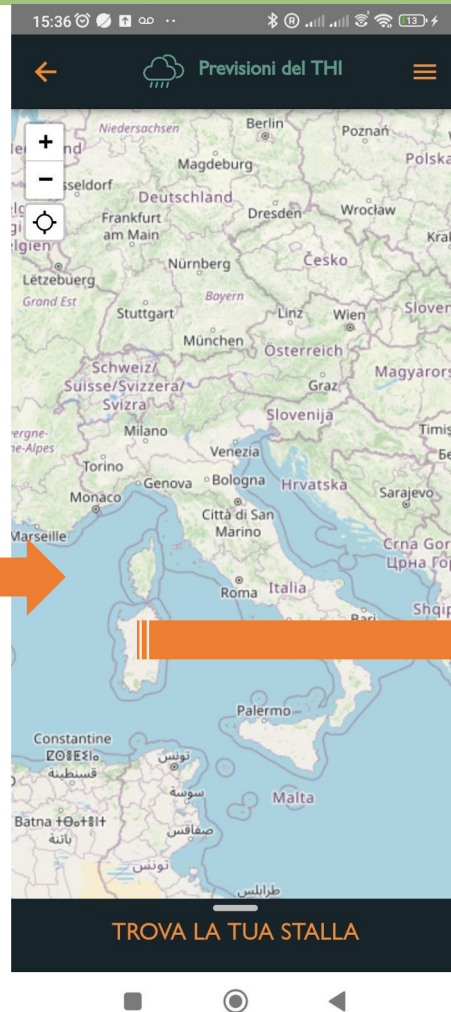 15:36
13
Previsioni del THI
+
−
Niedersachsen
Berlin
Poznań
Magdeburg
Polska
sseldorf
Deutschland
Frankfurt
am Main
Dresden
Wrocław
lgien
Krak
Nürnberg
Česko
Lëtzebuerg
Grand Est
Bayern
Stuttgart
Linz
Wien
Sloven
München
Österreich
Schweiz/
Suisse/Svizzera/
Svizra
Graz
Magyarors
Slovenija
Milano
Timiș
vergne-
e-Alpes
Venezia
Torino
Genova
Bologna
Hrvatska
Monaco
Sarajevo
Città di San
Marino
Marseille
Crna Gor
Црна Гор
Roma
Italia
Shqip
Bari
Palermo
Constantine
قسنطينة
تونس
سوسة
Malta
Batna
باتنة
صفاقس
تونس
طرابلس
TROVA LA TUA STALLA